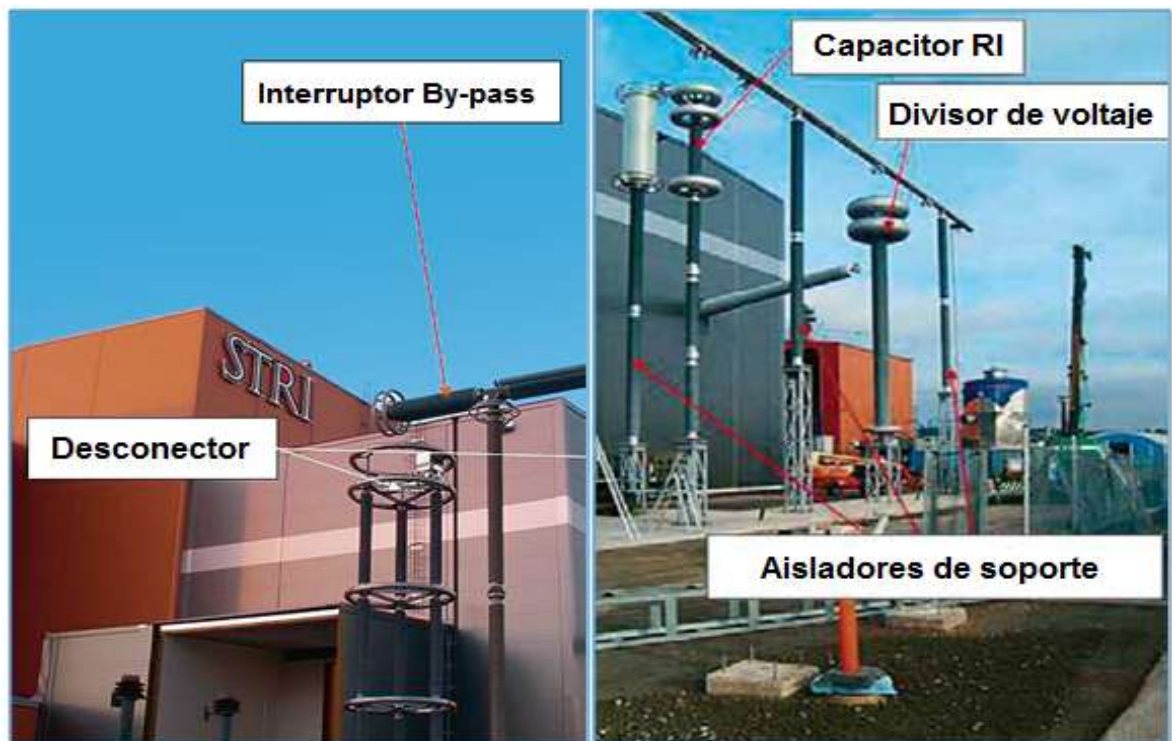 Interruptor By-pass
STRI
Desconector
Capacitor RI
Divisor de voltaje
Aisladores de soporte